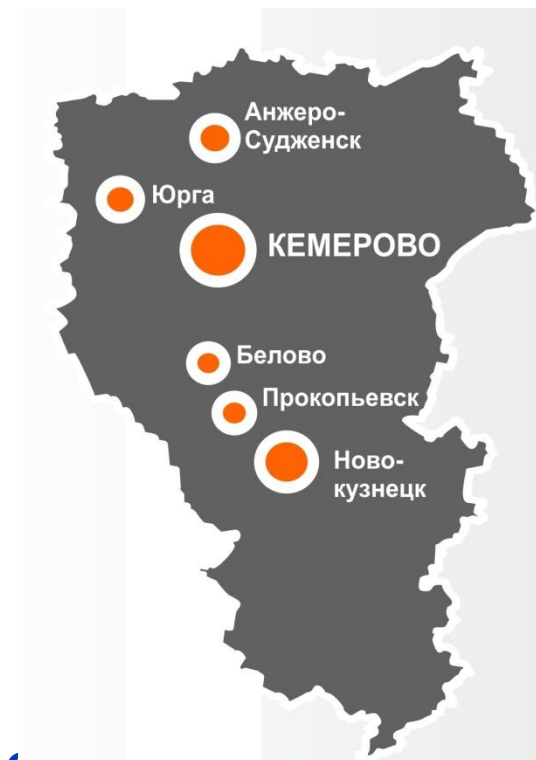 Анжеро-
Судженск
Юрга
КЕМЕРОВО
Белово
Прокопьевск
Ново-
кузнецк